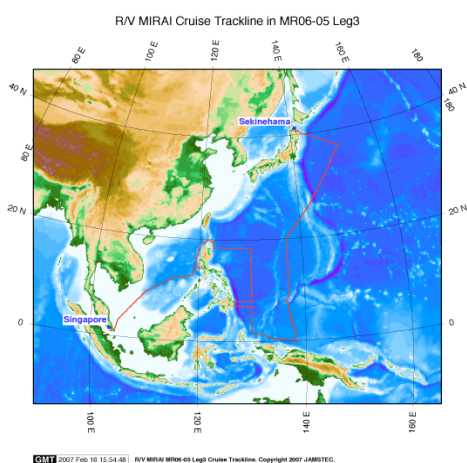 R/V MIRAI Cruise Trackline in MR06-05 Leg3
80 E
100 E
120 E
140 E
160 E
180
40 N
40 N
180
80 E
Sekinehama
20 N
20 N
0
Singapore
0
100 E
120 E
140 E
160 E
GMT 2007 Feb 16 15:54:48 R/V MIRAI MR06-05 Leg3 Cruise Trackline. Copyright 2007 JAMSTEC.